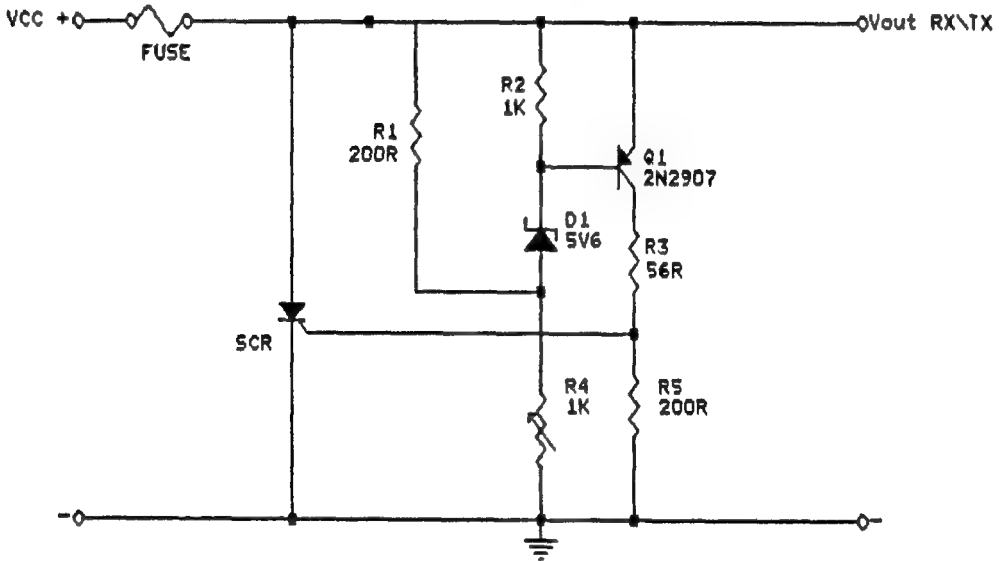 VCC +
FUSE
Vout RX\TX
R2
1K
R1
200R
Q1
2N2907
D1
5V6
R3
56R
SCR
R4
1K
R5
200R
-
-